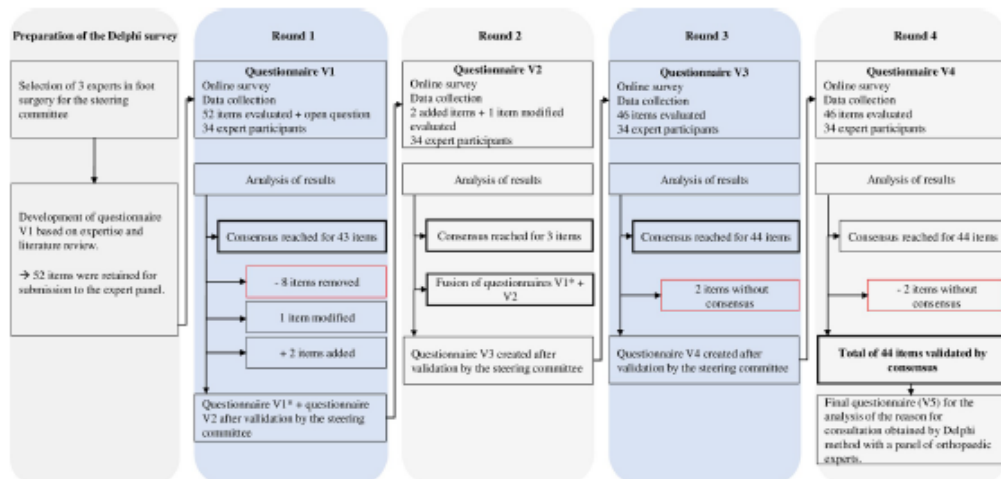 Preparation of the Delphi survey
Selection of 3 experts in foot
surgery for the steering
committee
Development of questionnaire
V1 based on expertise and
literature review.
→ 52 items were retained for
submission to the expert panel.
Round 1
Questionnaire V1
Online survey
Data collection
52 items evaluated + open question
34 expert participants
Analysis of results
Consensus reached for 43 items
- 8 items removed
1 item modified
+ 2 items added
Questionnaire V1* + questionnaire
V2 after validation by the steering
committee
Round 2
Questionnaire V2
Online survey
Data collection
2 added items + 1 item modified
evaluated
34 expert participants
Analysis of results
Consensus reached for 3 items
Fusion of questionnaires V1* +
V2
Questionnaire V3 created after
validation by the steering committee
Round 3
Questionnaire V3
Online survey
Data collection
46 items evaluated
34 expert participants
Analysis of results
Consensus reached for 44 items
2 items without
consensus
Questionnaire V4 created after
validation by the steering committee
Round 4
Questionnaire V4
Online survey
Data collection
46 items evaluated
34 expert participants
Analysis of results
Consensus reached for 44 items
- 2 items without
consensus
Total of 44 items validated by
consensus
Final questionnaire (V5) for the
analysis of the reason for
consultation obtained by Delphi
method with a panel of orthopaedic
experts.